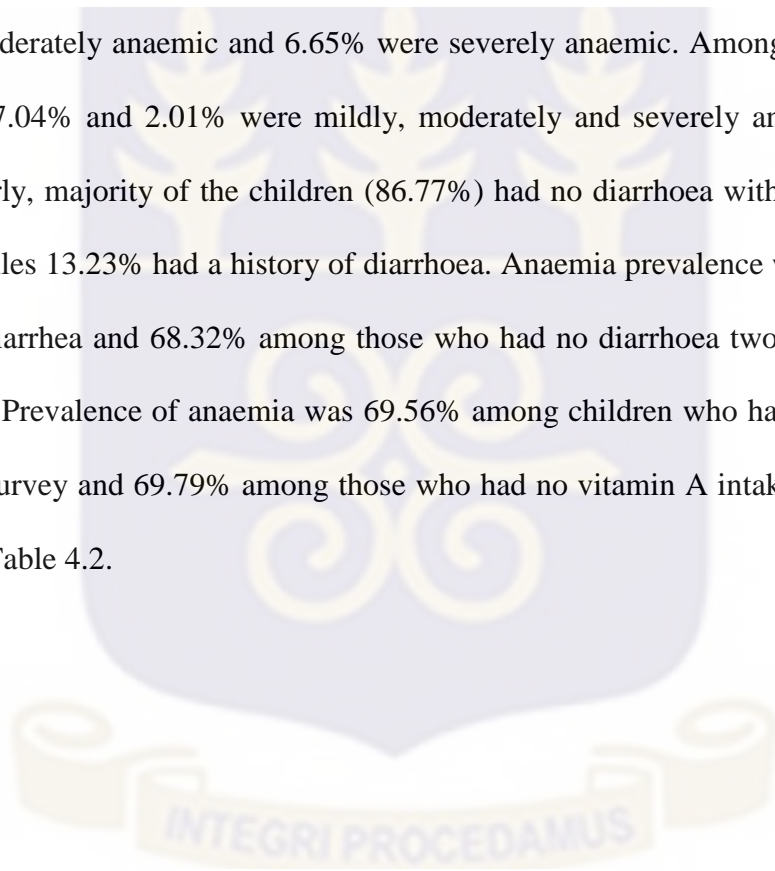 derately anaemic and 6.65% were severely anaemic. Among
7.04% and 2.01% were mildly, moderately and severely an
rly, majority of the children (86.77%) had no diarrhoea with
les 13.23% had a history of diarrhoea. Anaemia prevalence
iarrhea and 68.32% among those who had no diarrhoea two
Prevalence of anaemia was 69.56% among children who ha
urvey and 69.79% among those who had no vitamin A intak
Table 4.2.
INTEGRI PROCEDAMUS